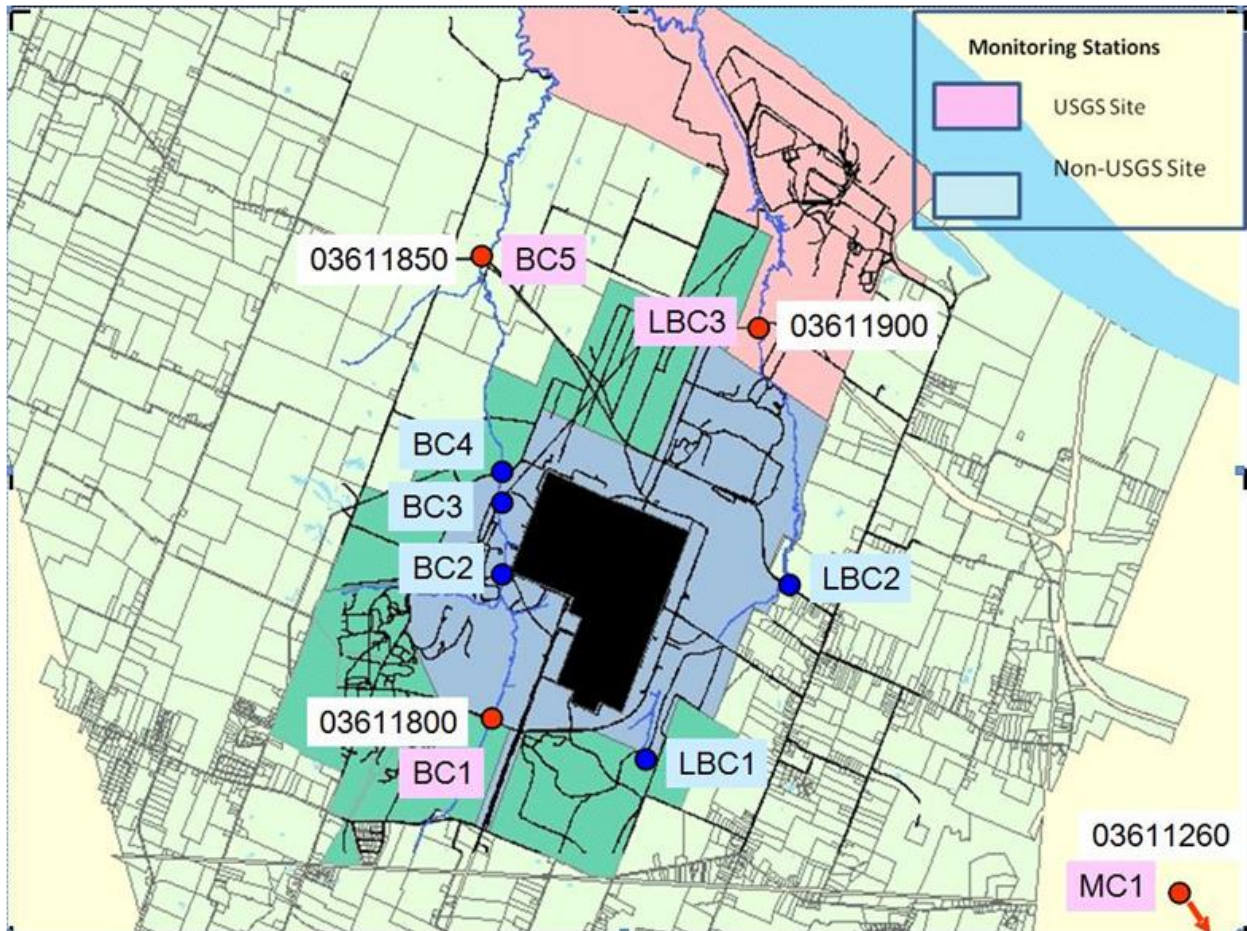 Monitoring Stations
USGS Site
Non-USGS Site
03611850
BC5
LBC3
03611900
BC4
BC3
BC2
LBC2
03611800
BC1
LBC1
03611260
MC1